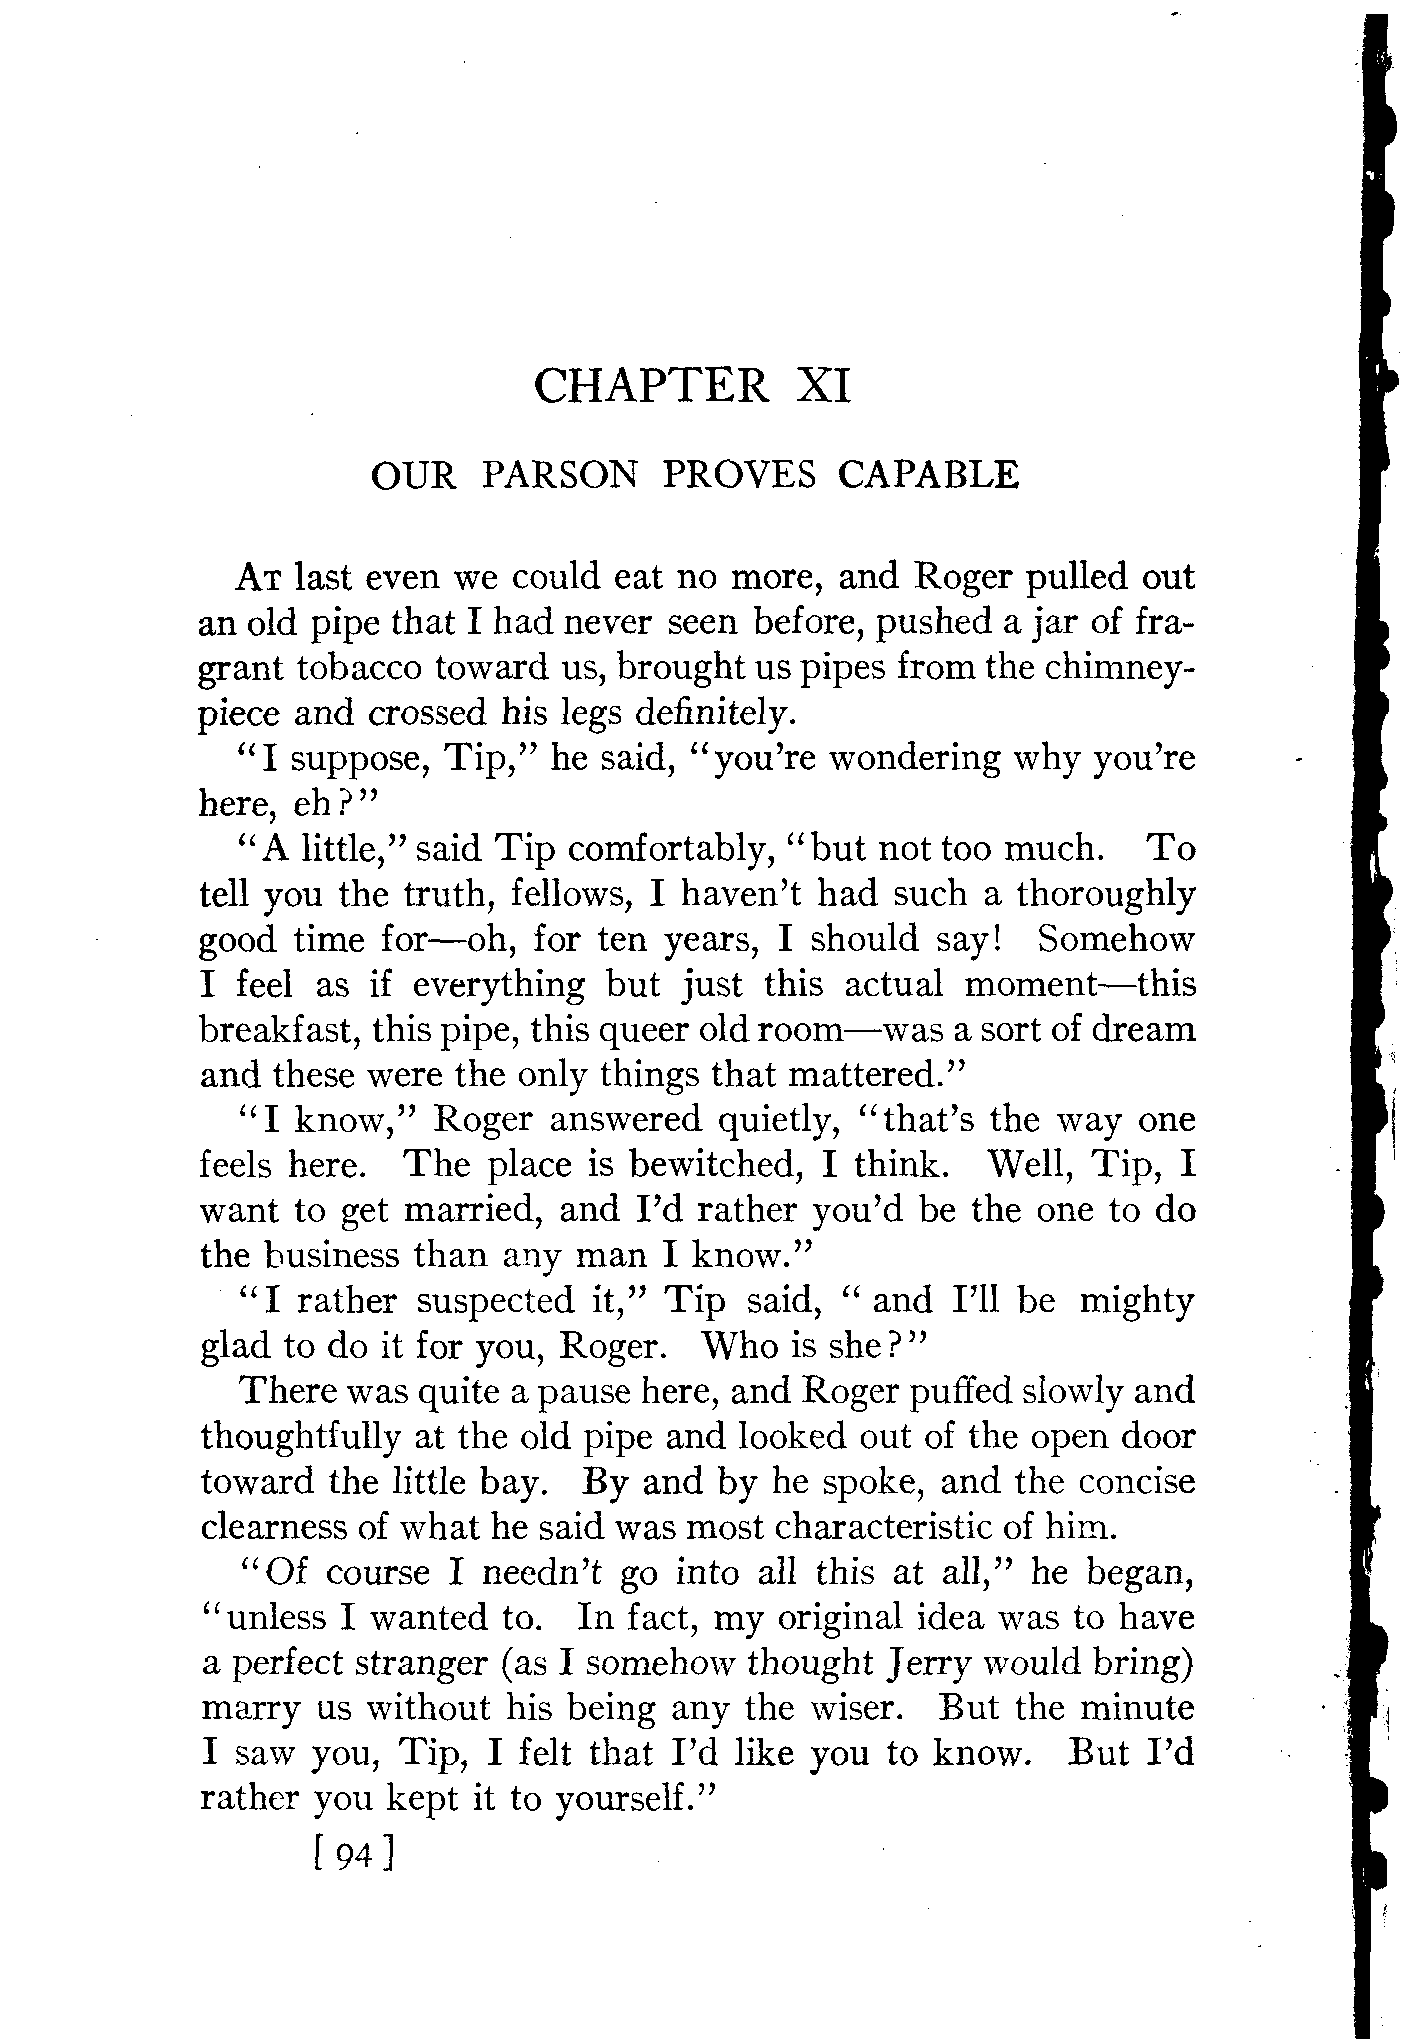 CHAPTER XI
OUR PARSON PROVES CAPABLE
At last even we could eat no more, and Roger pulled out
an old pipe that I had never seen before, pushed a jar of fra-
grant tobacco toward us, brought us pipes from the chimney-
piece and crossed his legs definitely.
"I suppose, Tip," he said, "you're wondering why you're
here, eh?"
"A little," said Tip comfortably, "but not too much. To
tell you the truth, fellows, I haven't had such a thoroughly
good time for—oh, for ten years, I should say! Somehow
I feel as if everything but just this actual moment—this
breakfast, this pipe, this queer old room—was a sort of dream
and these were the only things that mattered."
"I know," Roger answered quietly, "that's the way one
feels here. The place is bewitched, I think. Well, Tip, I
want to get married, and I'd rather you'd be the one to do
the business than any man I know."
"I rather suspected it," Tip said, " and I'll be mighty
glad to do it for you, Roger. Who is she?"
There was quite a pause here, and Roger puffed slowly and
thoughtfully at the old pipe and looked out of the open door
toward the little bay. By and by he spoke, and the concise
clearness of what he said was most characteristic of him.
"Of course I needn't go into all this at all," he began,
"unless I wanted to. In fact, my original idea was to have
a perfect stranger (as I somehow thought Jerry would bring)
marry us without his being any the wiser. But the minute
I saw you, Tip, I felt that I'd like you to know. But I'd
rather you kept it to yourself."
[ 94 ]